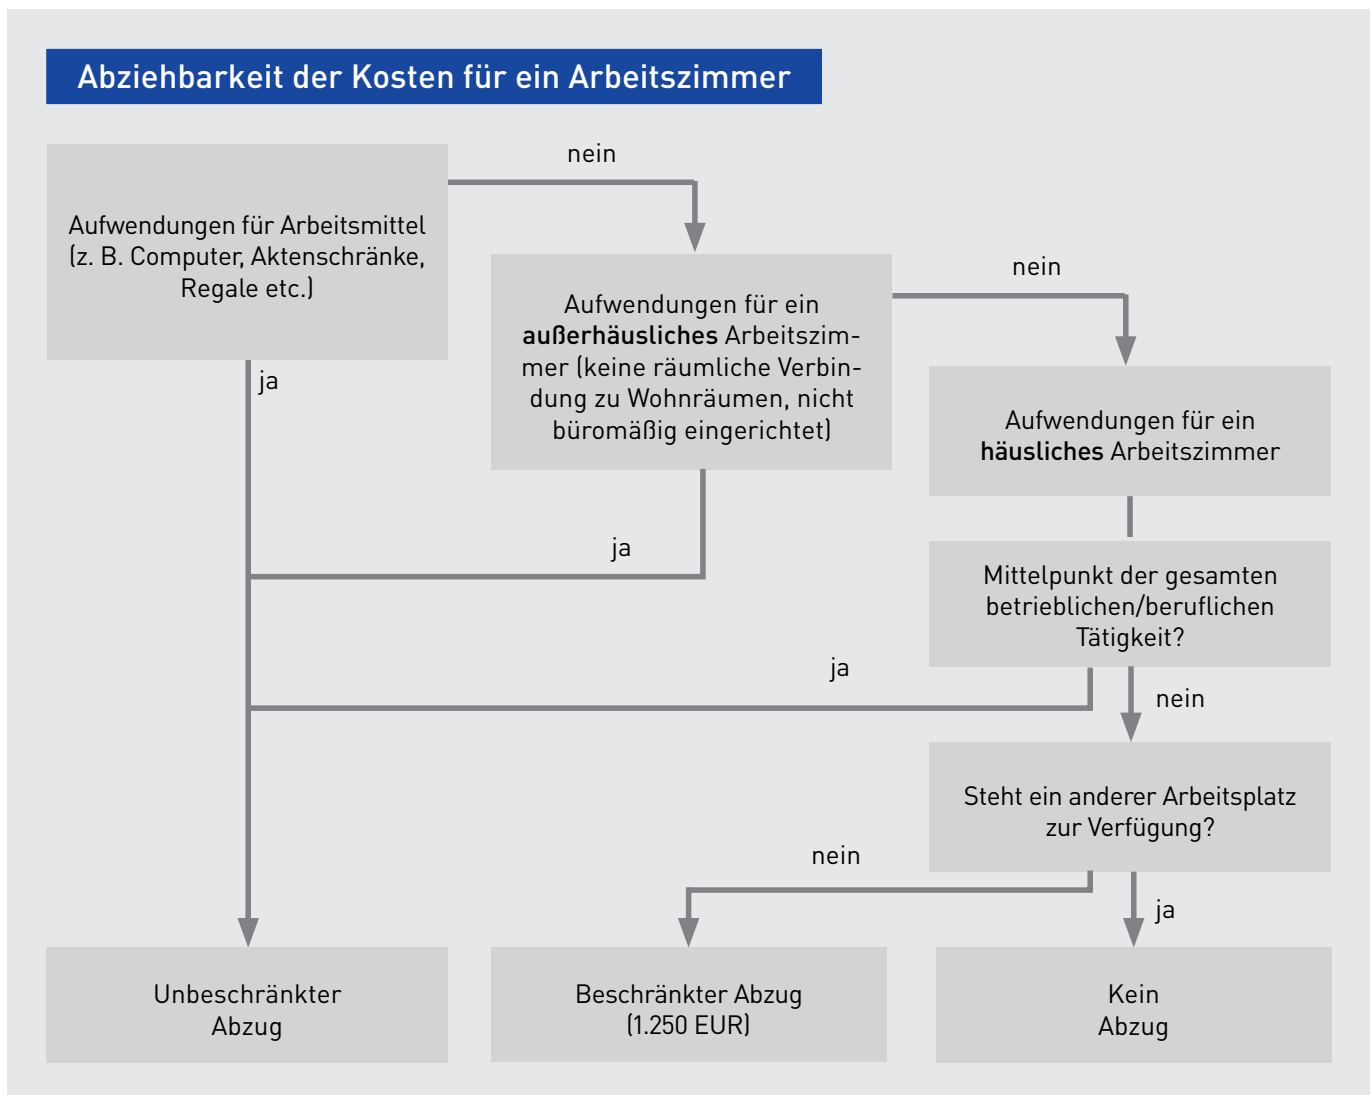 Abziehbarkeit der Kosten für ein Arbeitszimmer
nein
Aufwendungen für Arbeitsmittel
(z. B. Computer, Aktenschränke,
Regale etc.)
ja
nein
Aufwendungen für ein
außerhäusliches Arbeitszim-
mer (keine räumliche Verbin-
dung zu Wohnräumen, nicht
büromäßig eingerichtet)
ja
Aufwendungen für ein
häusliches Arbeitszimmer
Mittelpunkt der gesamten
betrieblichen/beruflichen
Tätigkeit?
ja
nein
Steht ein anderer Arbeitsplatz
zur Verfügung?
nein
ja
Unbeschränkter
Abzug
Beschränkter Abzug
(1.250 EUR)
Kein
Abzug